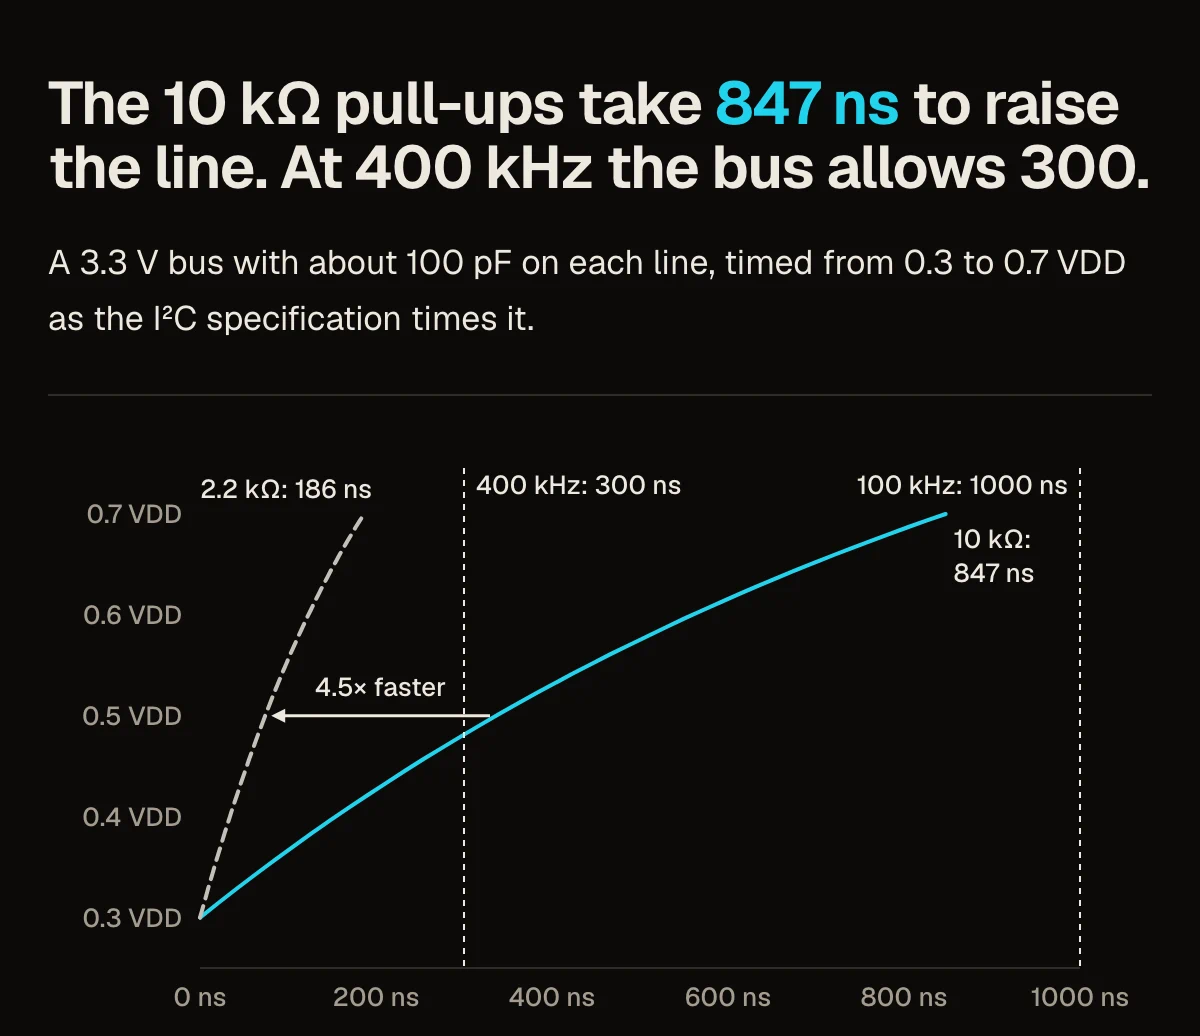 The 10 kΩ pull-ups take 847 ns to raise
the line. At 400 kHz the bus allows 300.
A 3.3 V bus with about 100 pF on each line, timed from 0.3 to 0.7 VDD
as the I²C specification times it.
2.2 kΩ: 186 ns
400 kHz: 300 ns
100 kHz: 1000 ns
0.7 VDD
10 kΩ:
847 ns
0.6 VDD
4.5× faster
0.5 VDD
0.4 VDD
0.3 VDD
0 ns
200 ns
400 ns
600 ns
800 ns
1000 ns